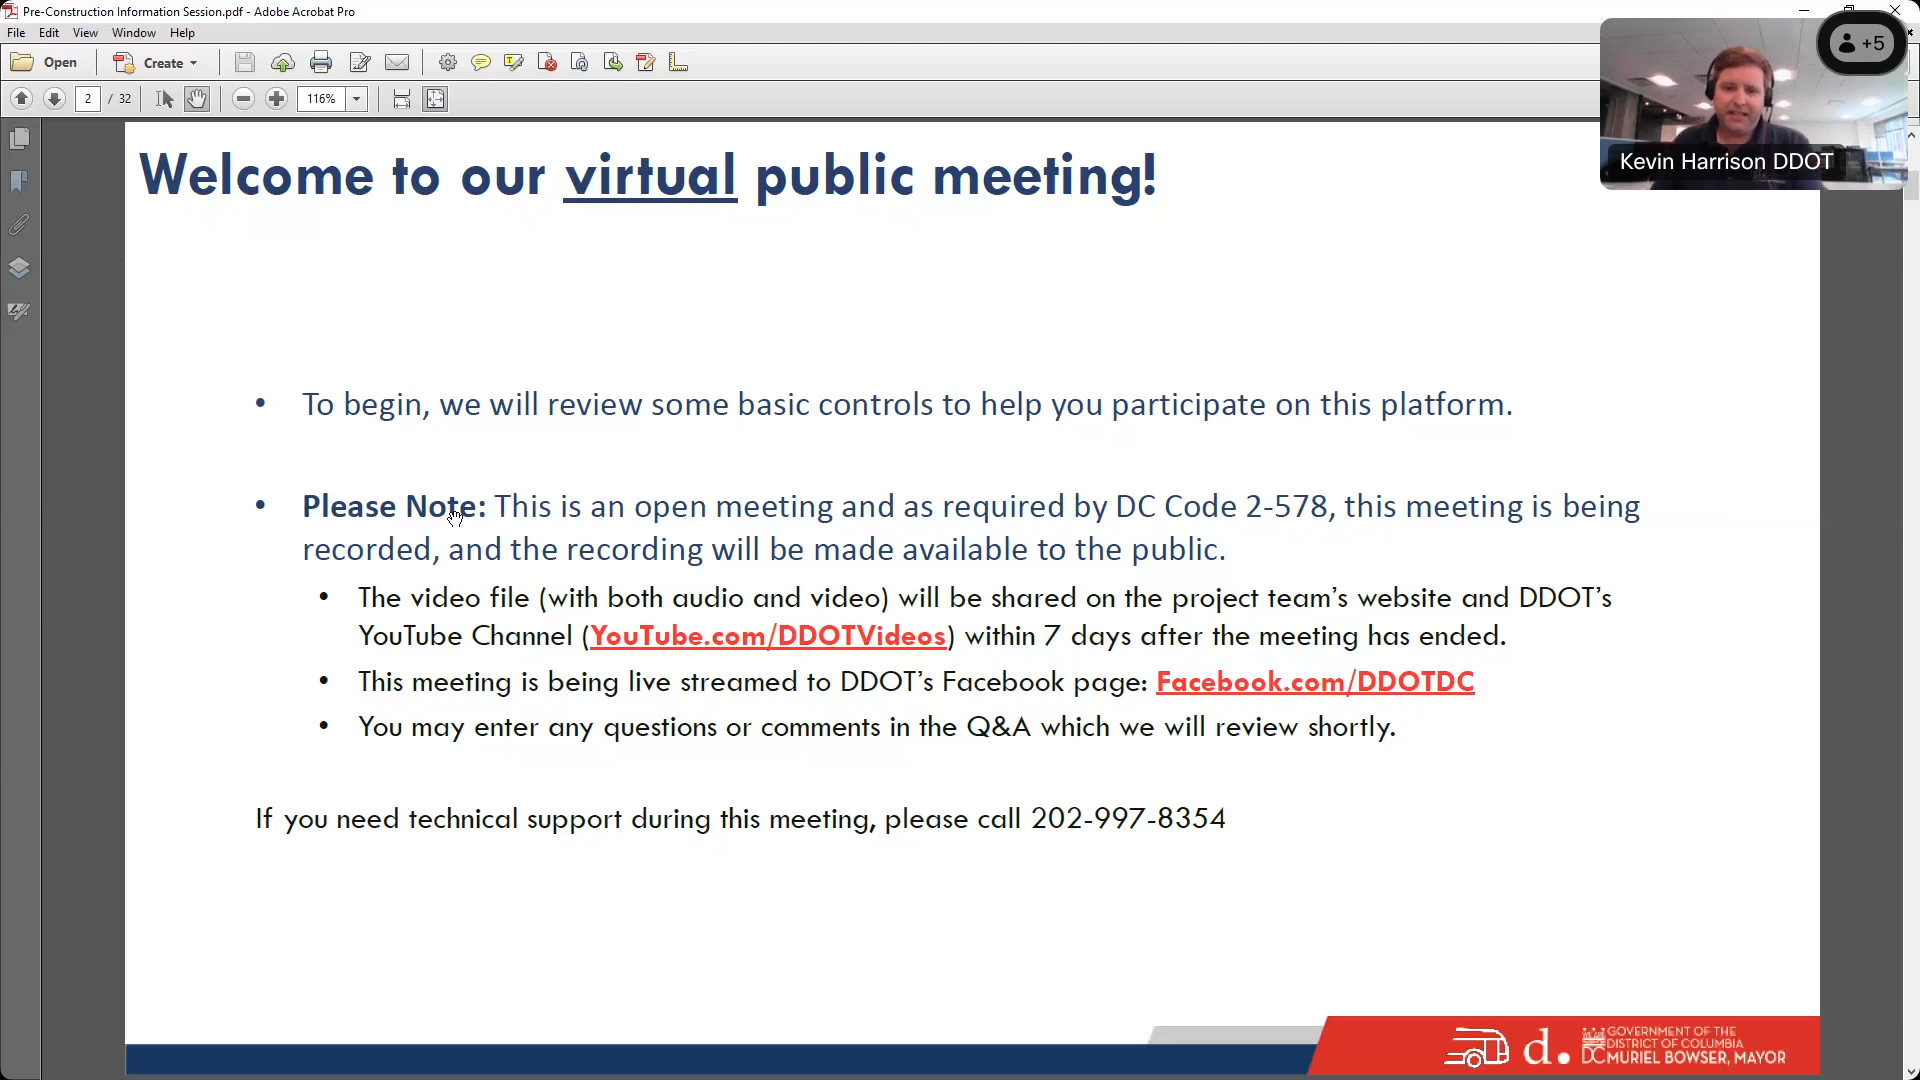 Pre-Construction Information Session.pdf - Adobe Acrobat Pro
File Edit View Window Help
Open Create
2 / 32 116%
+5
Kevin Harrison DDOT
Welcome to our virtual public meeting!
• To begin, we will review some basic controls to help you participate on this platform.
• Please Note: This is an open meeting and as required by DC Code 2-578, this meeting is being
recorded, and the recording will be made available to the public.
• The video file (with both audio and video) will be shared on the project team’s website and DDOT’s
YouTube Channel (YouTube.com/DDOTVideos) within 7 days after the meeting has ended.
• This meeting is being live streamed to DDOT’s Facebook page: Facebook.com/DDOTDC
• You may enter any questions or comments in the Q&A which we will review shortly.
If you need technical support during this meeting, please call 202-997-8354
d.
WE ARE
DC
GOVERNMENT OF THE
DISTRICT OF COLUMBIA
MURIEL BOWSER, MAYOR